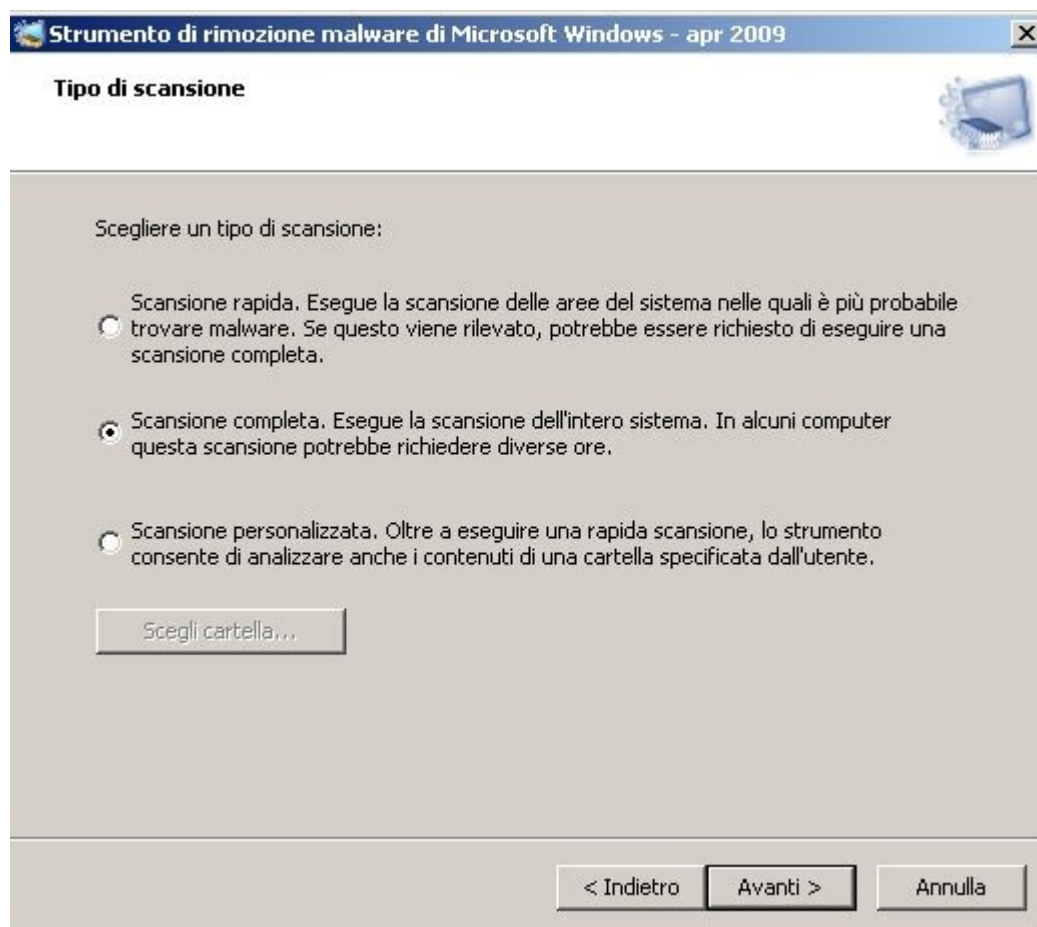 Strumento di rimozione malware di Microsoft Windows - apr 2009
Tipo di scansione
Scegliere un tipo di scansione:
Scansione rapida. Esegue la scansione delle aree del sistema nelle quali è più probabile
trovare malware. Se questo viene rilevato, potrebbe essere richiesto di eseguire una
scansione completa.
Scansione completa. Esegue la scansione dell'intero sistema. In alcuni computer
questa scansione potrebbe richiedere diverse ore.
Scansione personalizzata. Oltre a eseguire una rapida scansione, lo strumento
consente di analizzare anche i contenuti di una cartella specificata dall'utente.
Scegli cartella...
< Indietro
Avanti >
Annulla